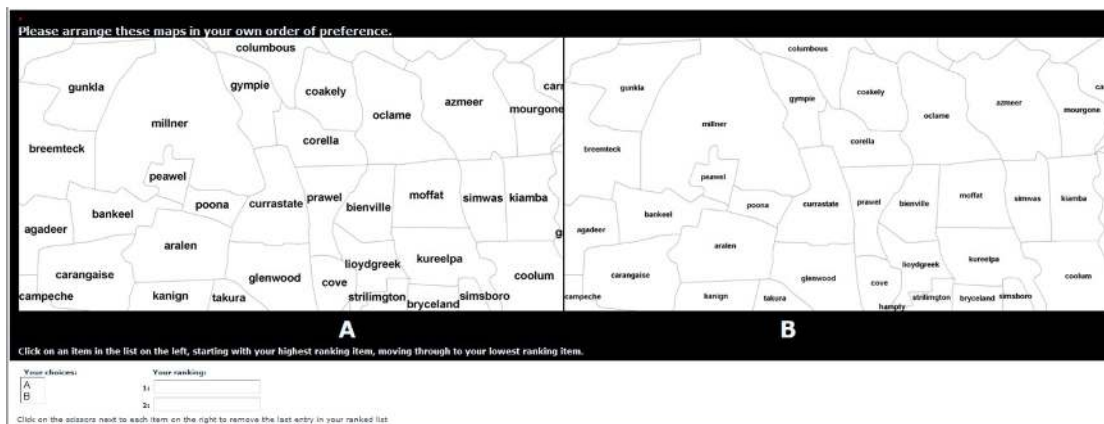 *
Please arrange these maps in your own order of preference.
columbous
gunkla
gympie
coakely
azmeer
oclame
mourgone
millner
corella
breemteck
peawel
prawel
moffat
simwas
kiamba
poona
currastate
bienville
bankeel
agadeer
aralen
kureelpa
lioydgreek
carangaise
glenwood
cove
coolum
campeche
kanign
takura
strilimgton
simsboro
bryceland
columbous
gunkla
coakely
gympie
azmeer
mourgone
oclame
millner
corella
breemteck
peawel
moffat
simwas
kiamba
poona
currastate
prawel
bienville
bankeel
agadeer
aralen
kureelpa
lioydgreek
carangaise
glenwood
cove
coolum
campeche
kanign
takura
strilimgton
bryceland
simsboro
hamply
A
B
Click on an item in the list on the left, starting with your highest ranking item, moving through to your lowest ranking item.
Your choices:
Your ranking:
A
B
1:
2:
Click on the scissors next to each item on the right to remove the last entry in your ranked list